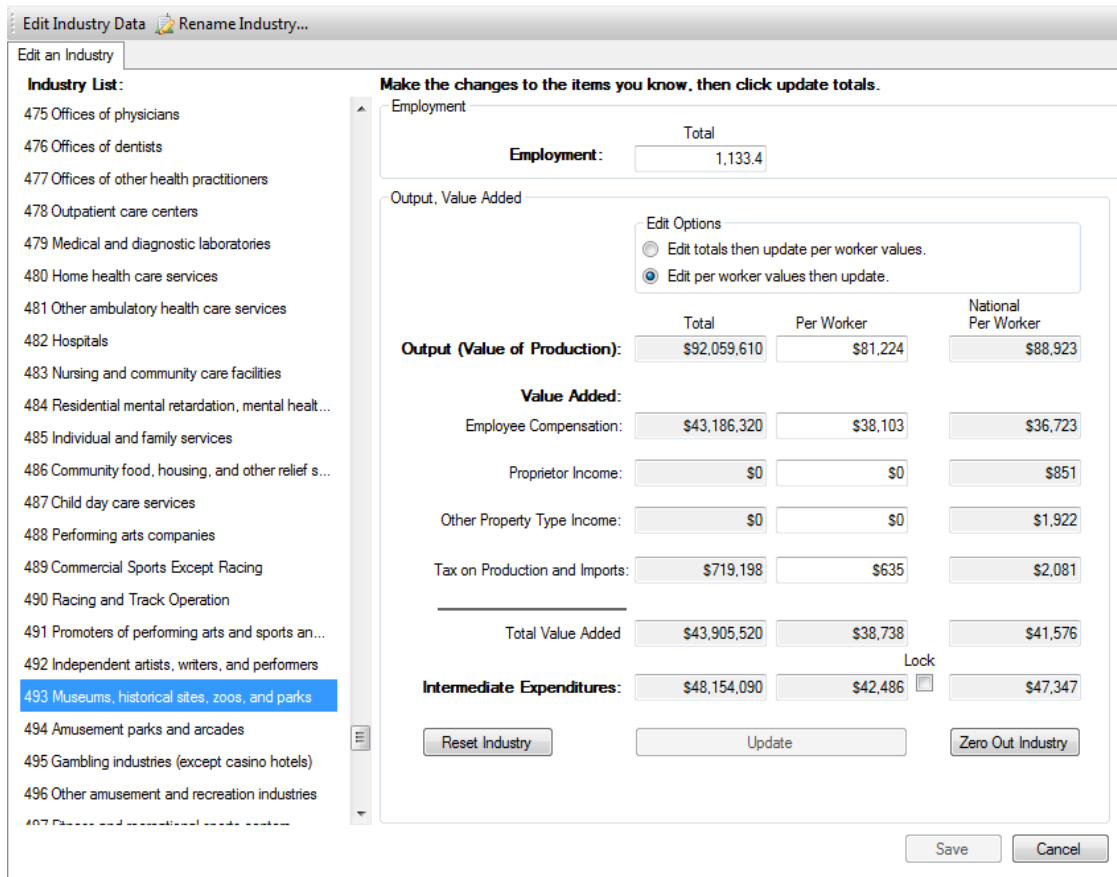 Edit Industry Data Rename Industry...
Edit an Industry
Industry List:
475 Offices of physicians
476 Offices of dentists
477 Offices of other health practitioners
478 Outpatient care centers
479 Medical and diagnostic laboratories
480 Home health care services
481 Other ambulatory health care services
482 Hospitals
483 Nursing and community care facilities
484 Residential mental retardation, mental healt...
485 Individual and family services
486 Community food, housing, and other relief s...
487 Child day care services
488 Performing arts companies
489 Commercial Sports Except Racing
490 Racing and Track Operation
491 Promoters of performing arts and sports an...
492 Independent artists, writers, and performers
493 Museums, historical sites, zoos, and parks
494 Amusement parks and arcades
495 Gambling industries (except casino hotels)
496 Other amusement and recreation industries
497 Fitness and recreational sports centers
Make the changes to the items you know, then click update totals.
Employment
Total
Employment: 1,133.4
Output, Value Added
Edit Options
Edit totals then update per worker values.
Edit per worker values then update.
Total Per Worker National Per Worker
Output (Value of Production): $92,059,610 $81,224 $88,923
Value Added:
Employee Compensation: $43,186,320 $38,103 $36,723
Proprietor Income: $0 $0 $851
Other Property Type Income: $0 $0 $1,922
Tax on Production and Imports: $719,198 $635 $2,081
Total Value Added $43,905,520 $38,738 $41,576
Lock
Intermediate Expenditures: $48,154,090 $42,486 $47,347
Reset Industry Update Zero Out Industry
Save Cancel